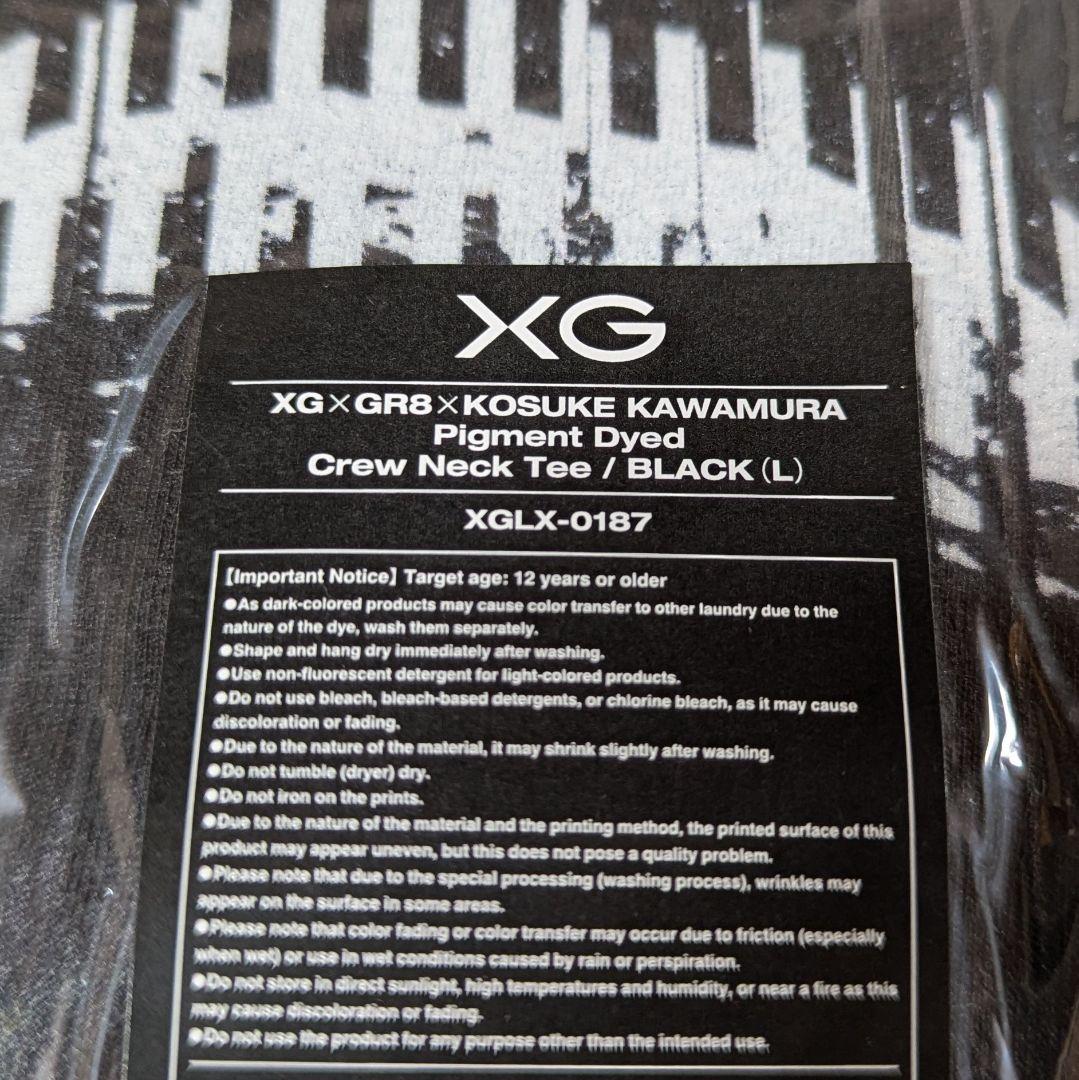 XG
XG×GR8×KOSUKE KAWAMURA
Pigment Dyed
Crew Neck Tee / BLACK（L）
XGLX-0187
【Important Notice】Target age: 12 years or older
●As dark-colored products may cause color transfer to other laundry due to the
nature of the dye, wash them separately.
●Shape and hang dry immediately after washing.
●Use non-fluorescent detergent for light-colored products.
●Do not use bleach, bleach-based detergents, or chlorine bleach, as it may cause
discoloration or fading.
●Due to the nature of the material, it may shrink slightly after washing.
●Do not tumble (dryer) dry.
●Do not iron on the prints.
●Due to the nature of the material and the printing method, the printed surface of this
product may appear uneven, but this does not pose a quality problem.
●Please note that due to the special processing (washing process), wrinkles may
appear on the surface in some areas.
●Please note that color fading or color transfer may occur due to friction (especially
when wet) or use in wet conditions caused by rain or perspiration.
●Do not store in direct sunlight, high temperatures and humidity, or near a fire as this
may cause discoloration or fading.
●Do not use the product for any purpose other than the intended use.